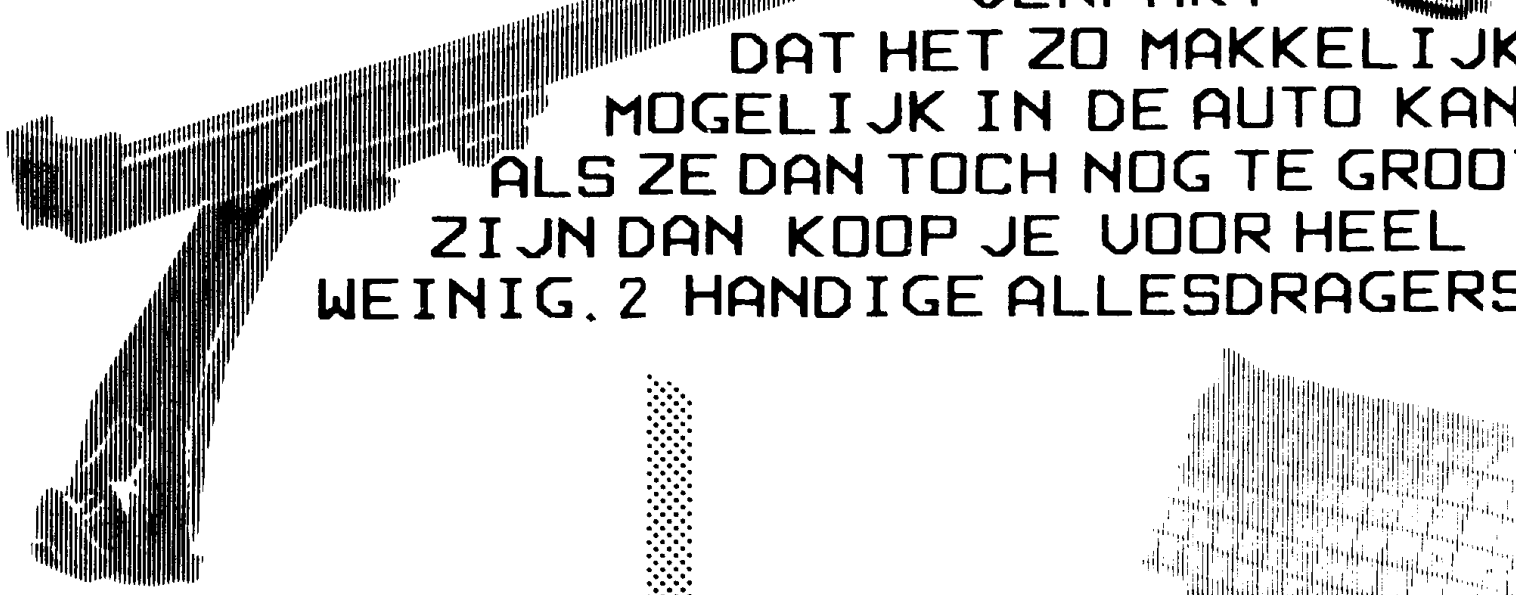 DAT HET ZO MAKKELIJK
MOGELIJK IN DE AUTO KAN
ALS ZE DAN TOCH NOG TE GROOT
ZIJN DAN KOOP JE VOOR HEEL
WEINIG. 2 HANDIGE ALLESDRAGERS